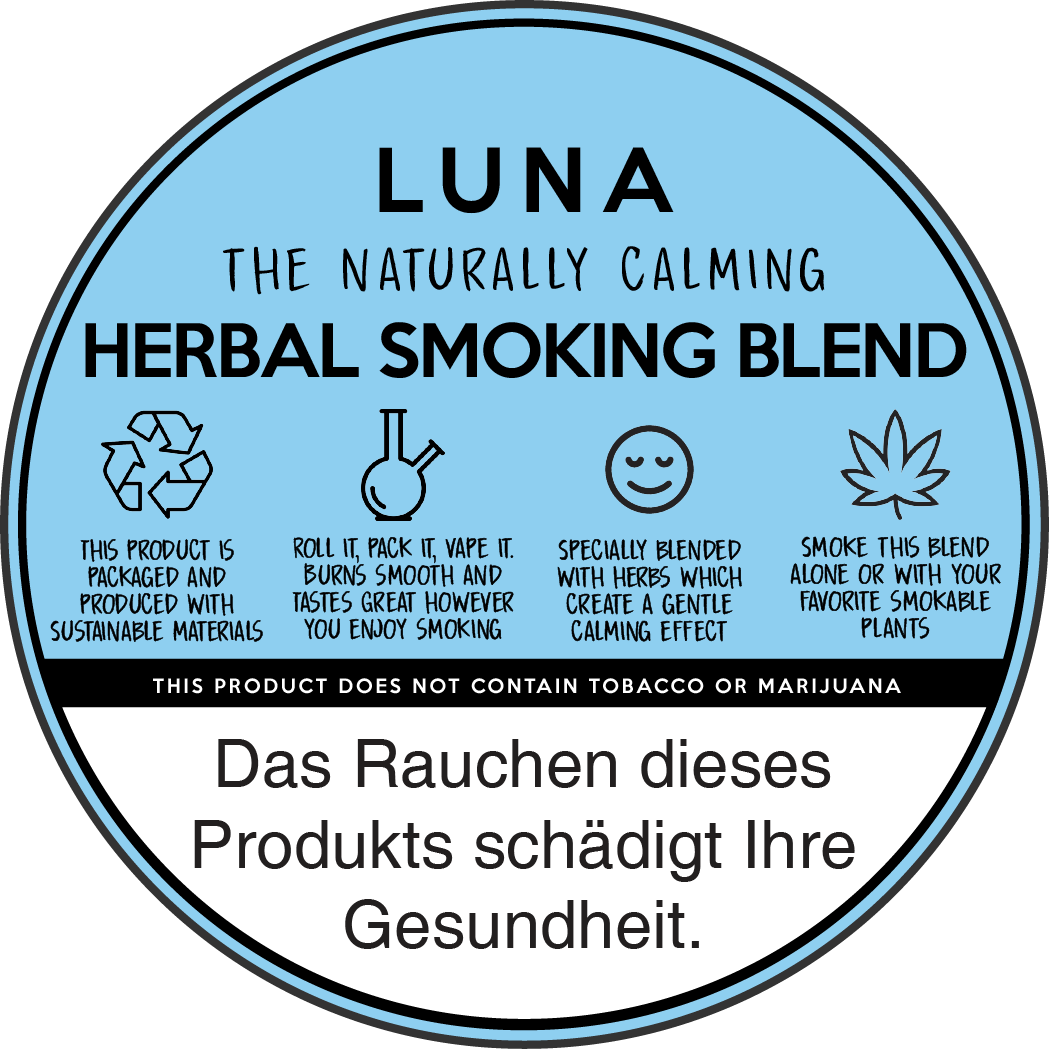 LUNA
THE NATURALLY CALMING
HERBAL SMOKING BLEND
THIS PRODUCT IS
PACKAGED AND
PRODUCED WITH
SUSTAINABLE MATERIALS
ROLL IT, PACK IT, VAPE IT.
BURNS SMOOTH AND
TASTES GREAT HOWEVER
YOU ENJOY SMOKING
SPECIALLY BLENDED
WITH HERBS WHICH
CREATE A GENTLE
CALMING EFFECT
SMOKE THIS BLEND
ALONE OR WITH YOUR
FAVORITE SMOKABLE
PLANTS
THIS PRODUCT DOES NOT CONTAIN TOBACCO OR MARIJUANA
Das Rauchen dieses
Produkts schädigt Ihre
Gesundheit.